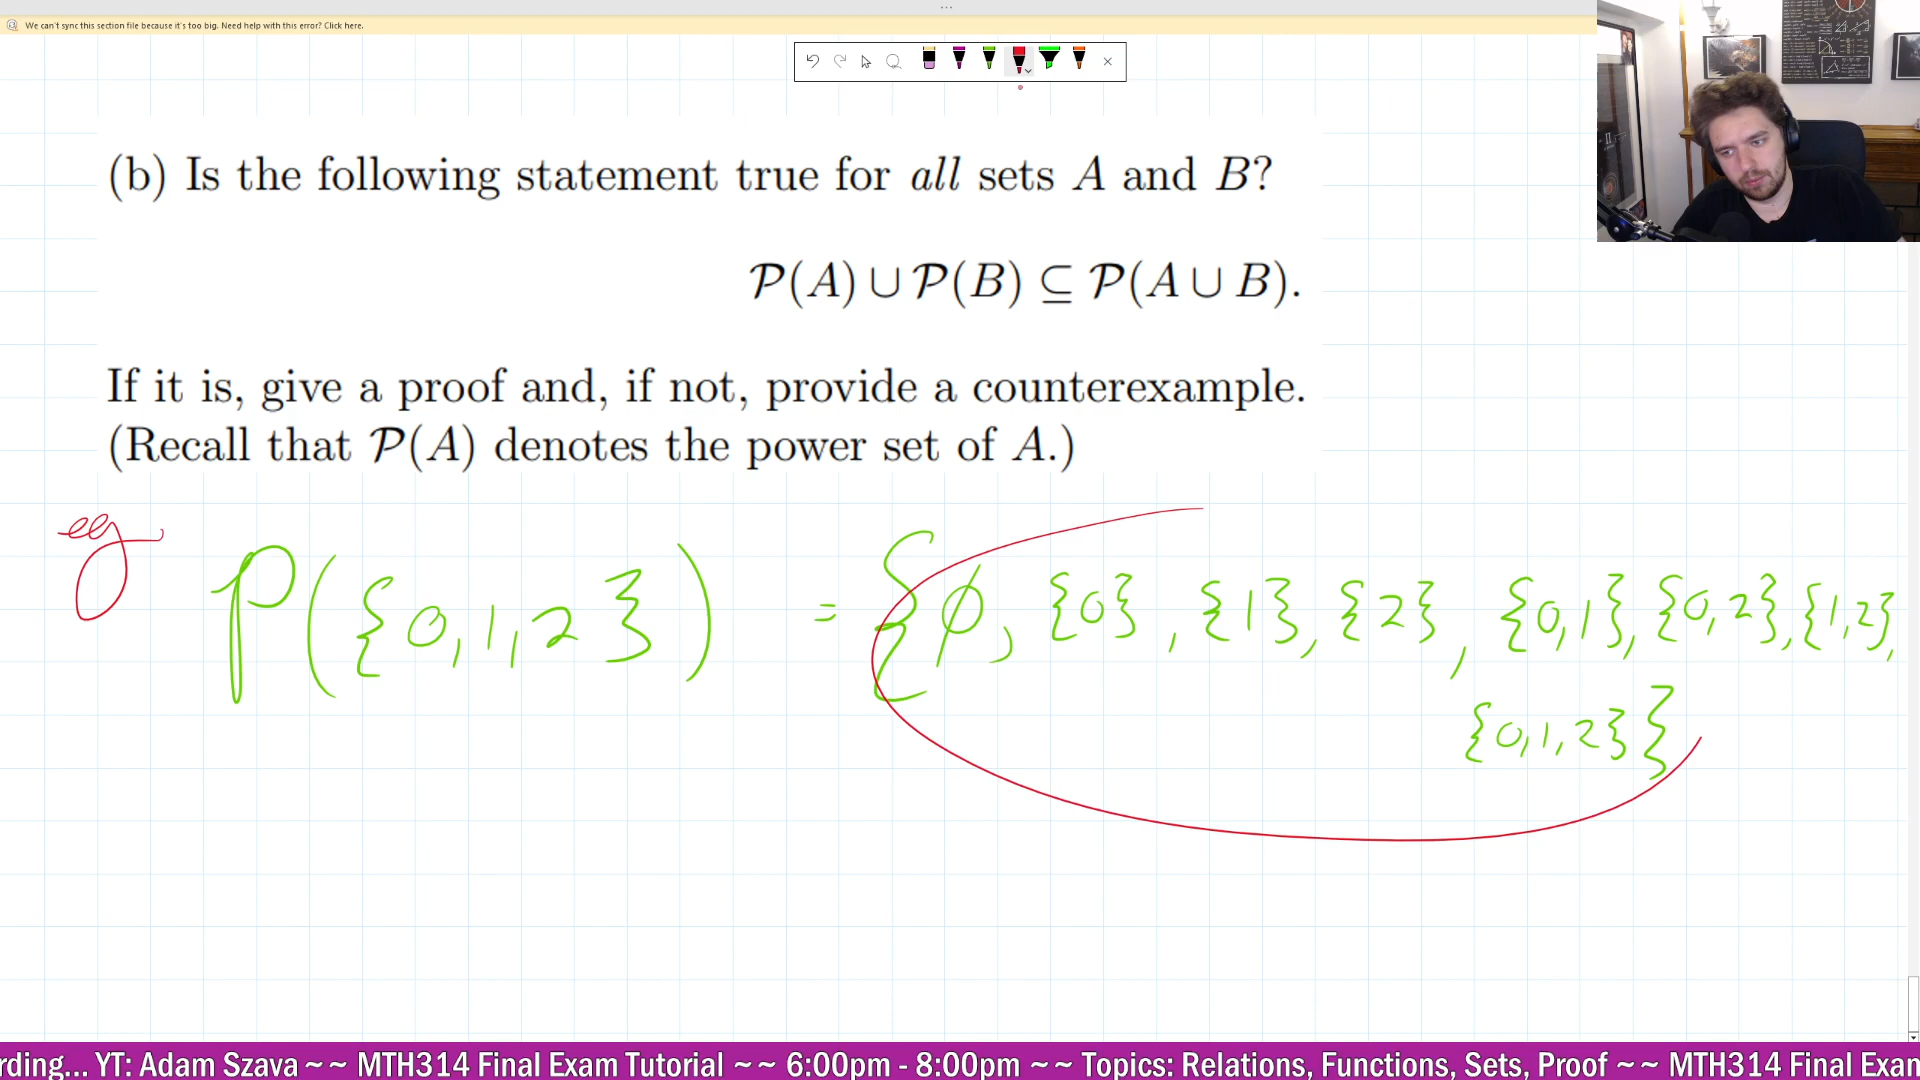 We can't sync this section file because it's too big. Need help with this error? Click here.
(b) Is the following statement true for all sets A and B?
𝒫(A) ∪ 𝒫(B) ⊆ 𝒫(A ∪ B).
If it is, give a proof and, if not, provide a counterexample.
(Recall that 𝒫(A) denotes the power set of A.)
eg P({0,1,2}) = {∅, {0}, {1}, {2}, {0,1}, {0,2}, {1,2},
{0,1,2}}
rding... YT: Adam Szava ~~ MTH314 Final Exam Tutorial ~~ 6:00pm - 8:00pm ~~ Topics: Relations, Functions, Sets, Proof ~~ MTH314 Final Exan